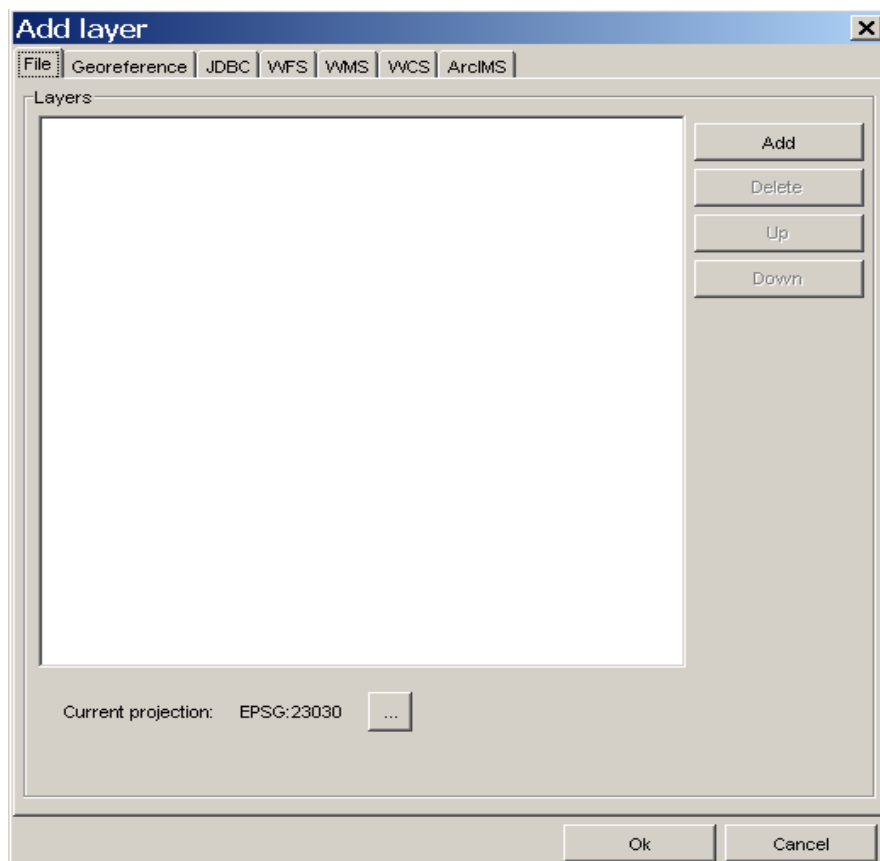 Add layer
File Georeference JDBC WFS WMS WCS ArcIMS
Layers
Add
Delete
Up
Down
Current projection: EPSG:23030 ...
Ok Cancel